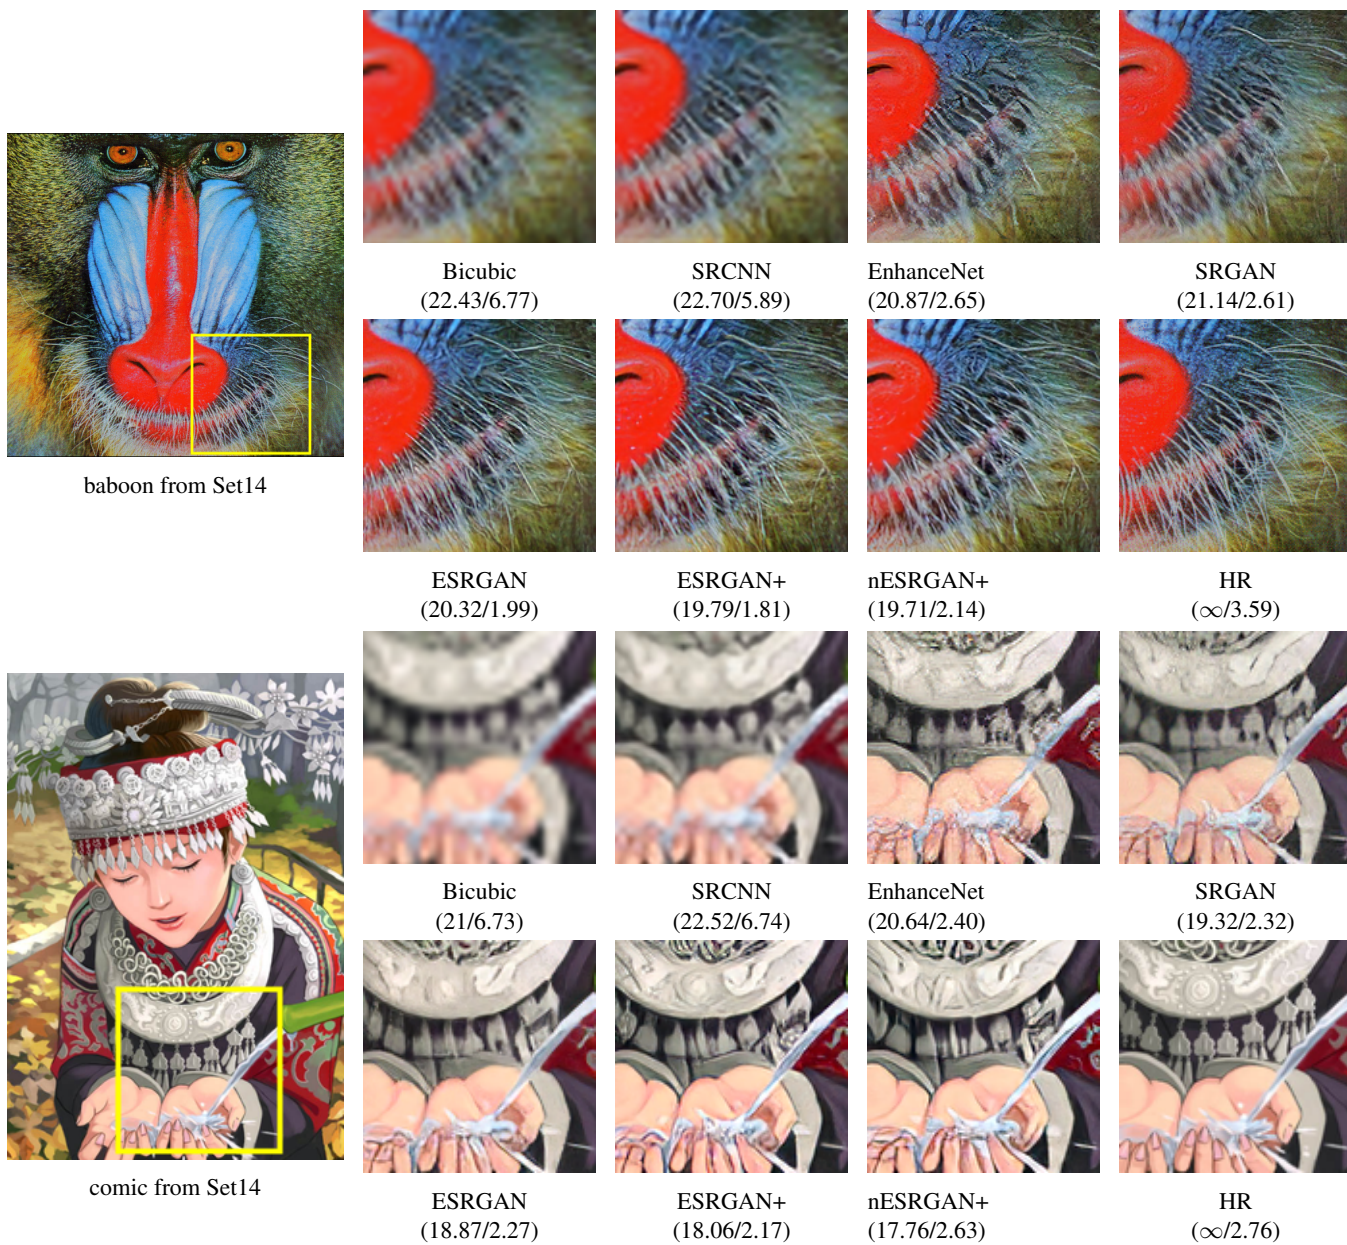 Bicubic
(22.43/6.77)
SRCNN
(22.70/5.89)
EnhanceNet
(20.87/2.65)
SRGAN
(21.14/2.61)
baboon from Set14
ESRGAN
(20.32/1.99)
ESRGAN+
(19.79/1.81)
nESRGAN+
(19.71/2.14)
HR
(∞/3.59)
Bicubic
(21/6.73)
SRCNN
(22.52/6.74)
EnhanceNet
(20.64/2.40)
SRGAN
(19.32/2.32)
comic from Set14
ESRGAN
(18.87/2.27)
ESRGAN+
(18.06/2.17)
nESRGAN+
(17.76/2.63)
HR
(∞/2.76)